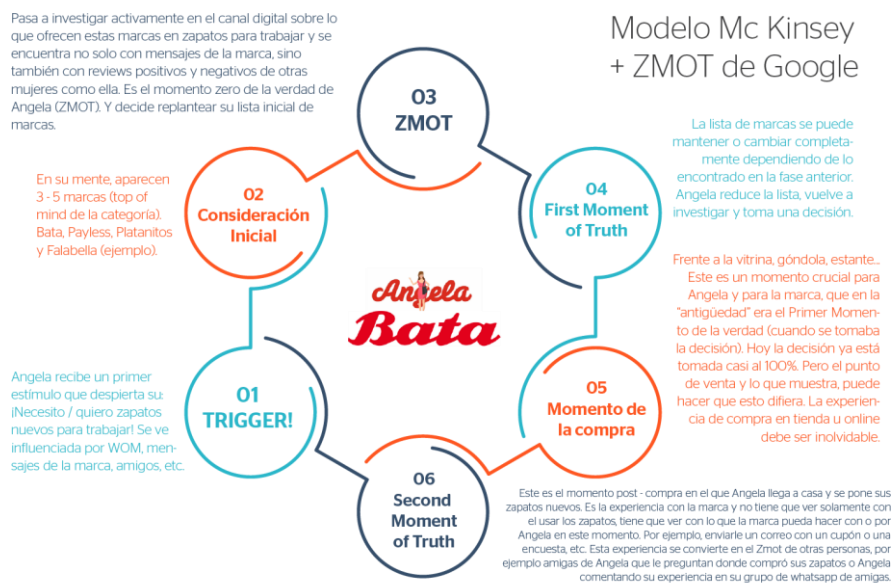 Modelo Mc Kinsey
+ ZMOT de Google
Pasa a investigar activamente en el canal digital sobre lo
que ofrecen estas marcas en zapatos para trabajar y se
encuentra no solo con mensajes de la marca, sino
también con reviews positivos y negativos de otras
mujeres como ella. Es el momento zero de la verdad de
Angela (ZMOT). Y decide replantear su lista inicial de
marcas.
03
ZMOT
La lista de marcas se puede
mantener o cambiar completa-
mente dependiendo de lo
encontrado en la fase anterior.
Angela reduce la lista, vuelve a
investigar y toma una decisión.
En su mente, aparecen
3 - 5 marcas (top of
mind de la categoría).
Bata, Payless, Platanitos
y Falabella (ejemplo).
02
Consideración
Inicial
04
First Moment
of Truth
Frente a la vitrina, góndola, estante...
Este es un momento crucial para
Angela y para la marca, que en la
"antigüedad" era el Primer Momen-
to de la verdad (cuando se tomaba
la decisión). Hoy la decisión ya está
tomada casi al 100%. Pero el punto
de venta y lo que muestra, puede
hacer que esto difiera. La experien-
cia de compra en tienda u online
debe ser inolvidable.
Angela
Bata
Angela recibe un primer
estímulo que despierta su:
¡Necesito / quiero zapatos
nuevos para trabajar! Se ve
influenciada por WOM, men-
sajes de la marca, amigos, etc.
01
TRIGGER!
05
Momento de
la compra
06
Second
Moment
of Truth
Este es el momento post - compra en el que Angela llega a casa y se pone sus
zapatos nuevos. Es la experiencia con la marca y no tiene que ver solamente con
el usar los zapatos, tiene que ver con lo que la marca pueda hacer con o por
Angela en este momento. Por ejemplo, enviarle un correo con un cupón o una
encuesta, etc. Esta experiencia se convierte en el Zmot de otras personas, por
ejemplo amigas de Angela que le preguntan donde compró sus zapatos o Angela
comentando su experiencia en su grupo de whatsapp de amigas.